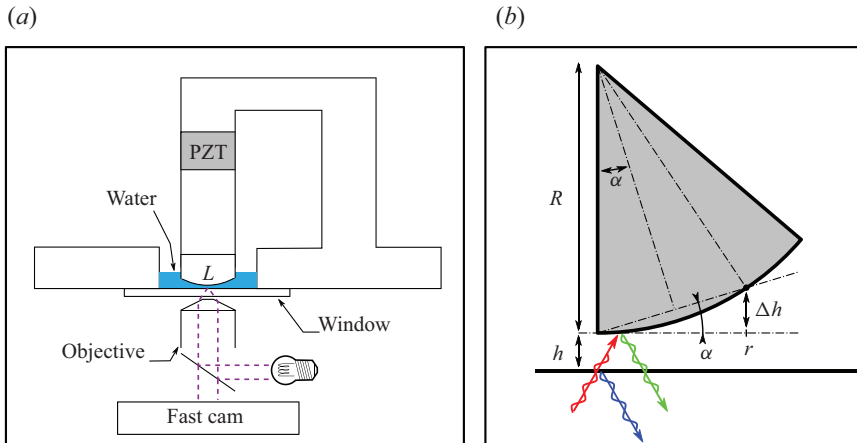 (a)
PZT
Water
L
Window
Objective
Fast cam
(b)
α
R
Δh
h
α
r